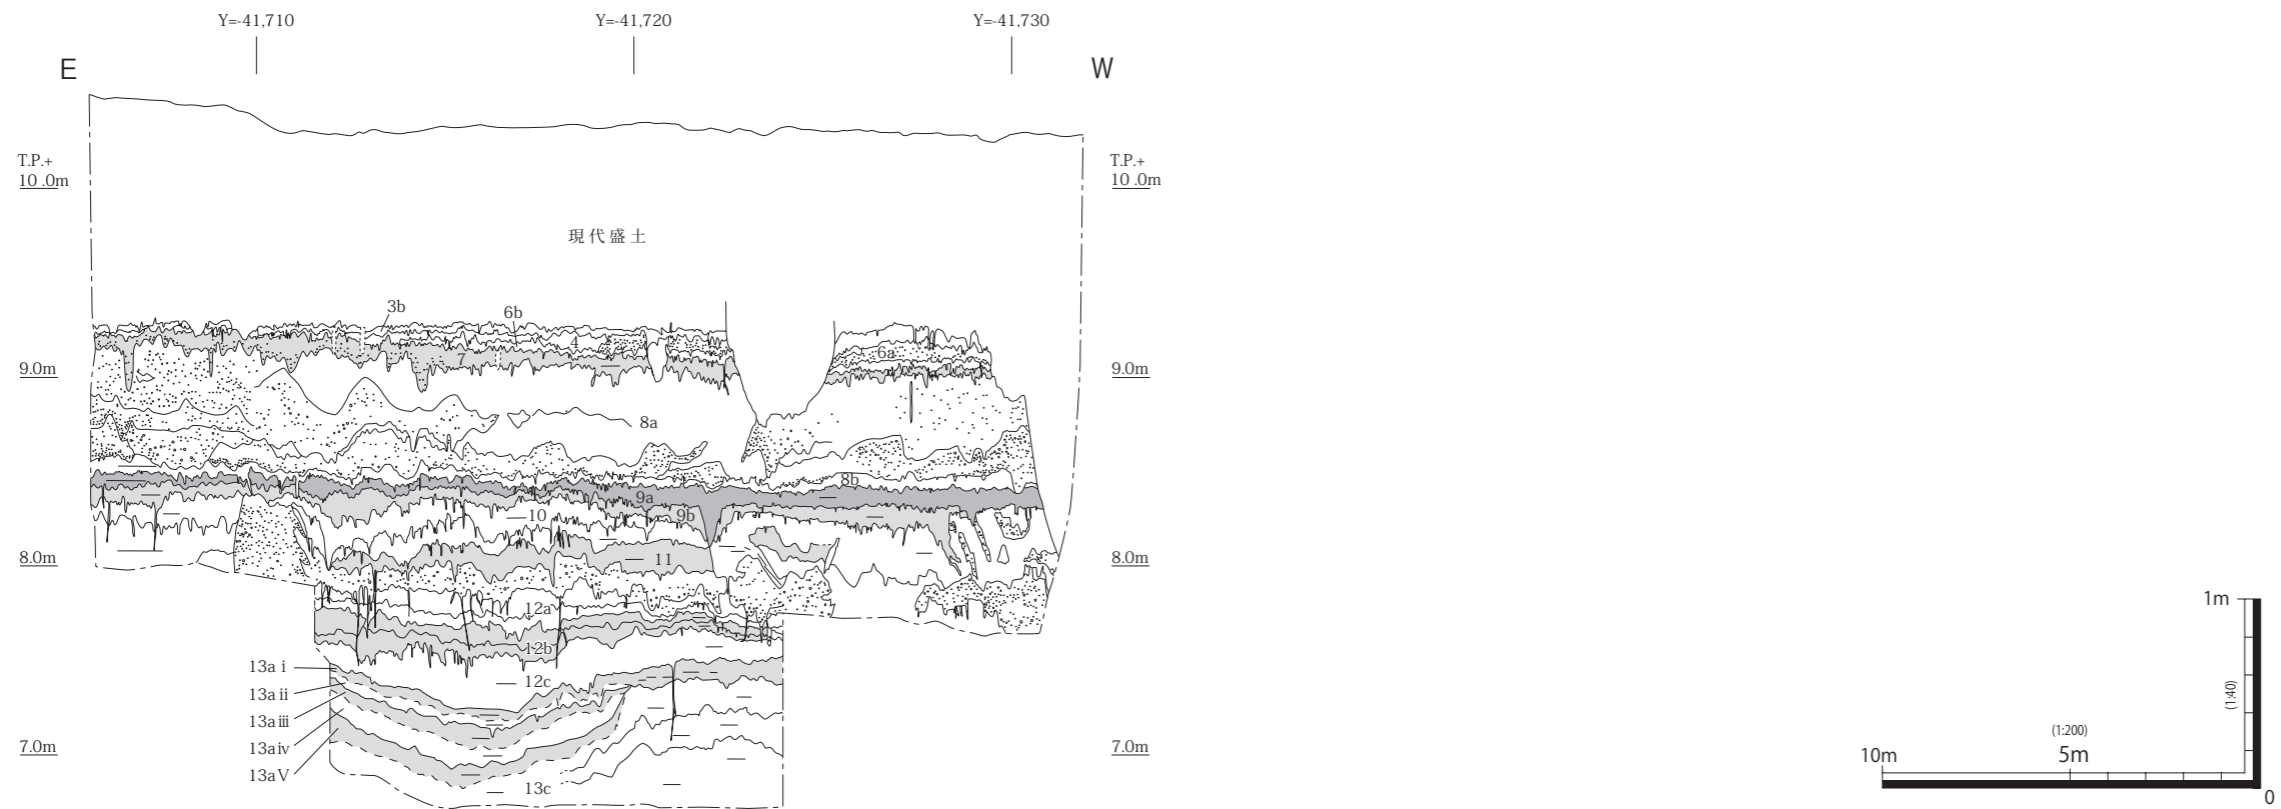 Y=-41,710 Y=-41,720 Y=-41,730
E W
T.P.+
10 .0m
T.P.+
10 .0m
現代盛土
3b
6b
4
7
6a
9.0m
9.0m
8a
8b
9a
9b
10
11
8.0m
8.0m
12a
12b
12c
13a i
13a ii
13a iii
13a iv
13a V
7.0m
7.0m
13c
1m
(1:40)
(1:200)
10m 5m
0